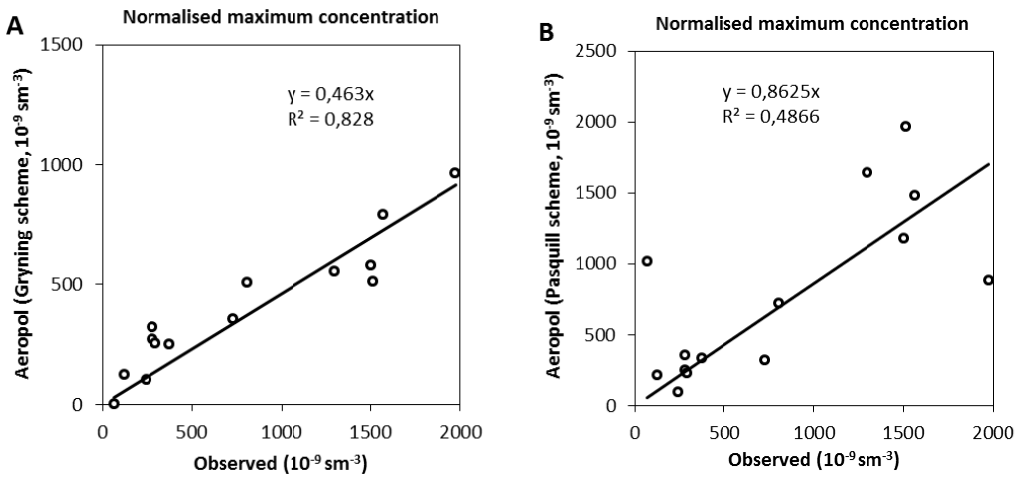 A
Normalised maximum concentration
Aeropol (Gryning scheme, 10⁻⁹ sm⁻³)
1500
1000
500
0
y = 0,463x
R² = 0,828
0 500 1000 1500 2000
Observed (10⁻⁹ sm⁻³)
B
Normalised maximum concentration
Aeropol (Pasquill scheme, 10⁻⁹ sm⁻³)
2500
2000
1500
1000
500
0
y = 0,8625x
R² = 0,4866
0 500 1000 1500 2000
Observed (10⁻⁹ sm⁻³)